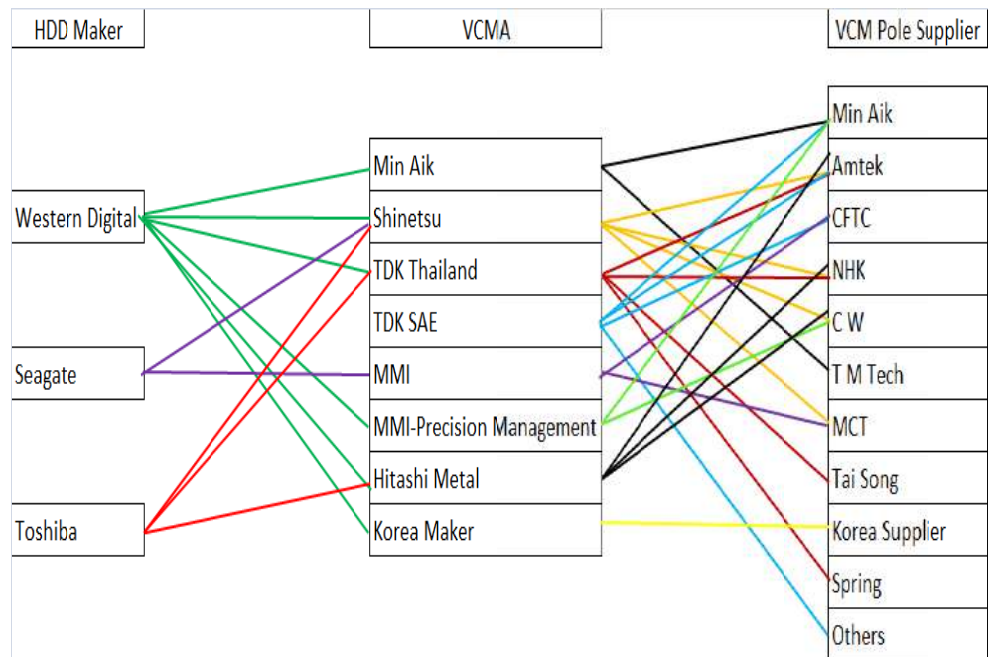 HDD Maker
VCMA
VCM Pole Supplier
Western Digital
Seagate
Toshiba
Min Aik
Shinetsu
TDK Thailand
TDK SAE
MMI
MMI-Precision Management
Hitashi Metal
Korea Maker
Min Aik
Amtek
CFTC
NHK
C W
T M Tech
MCT
Tai Song
Korea Supplier
Spring
Others